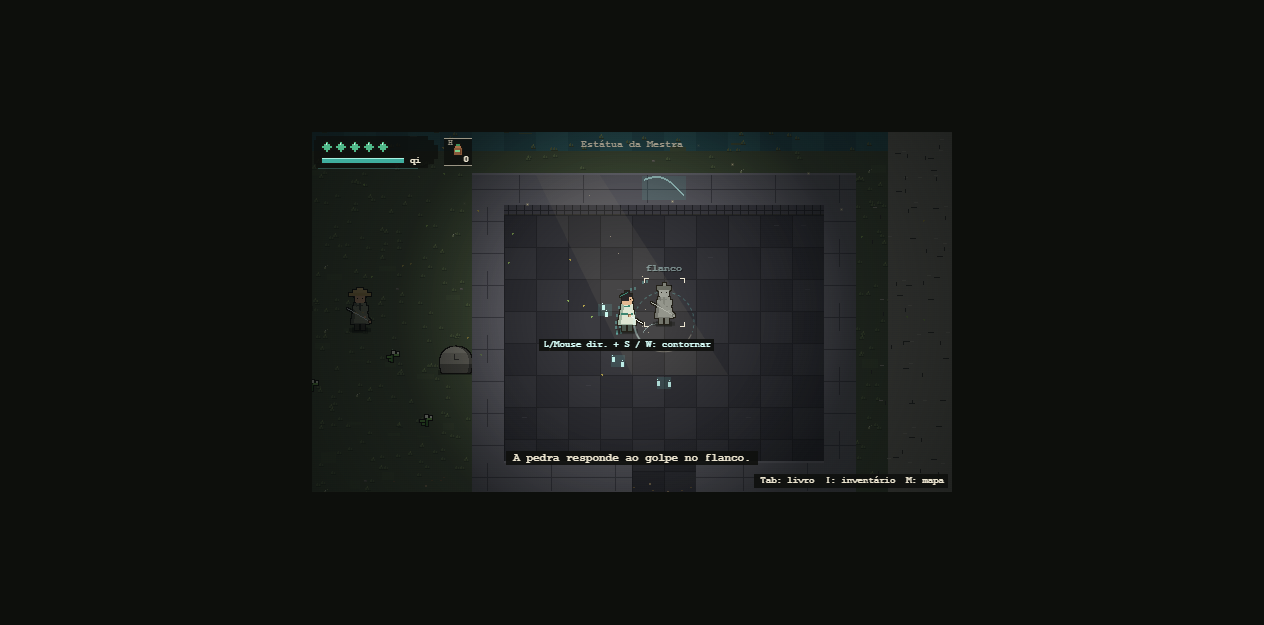 qi
H
0
Estátua da Mestra
flanco
L/Mouse dir. + S / W: contornar
A pedra responde ao golpe no flanco.
Tab: livro I: inventário M: mapa